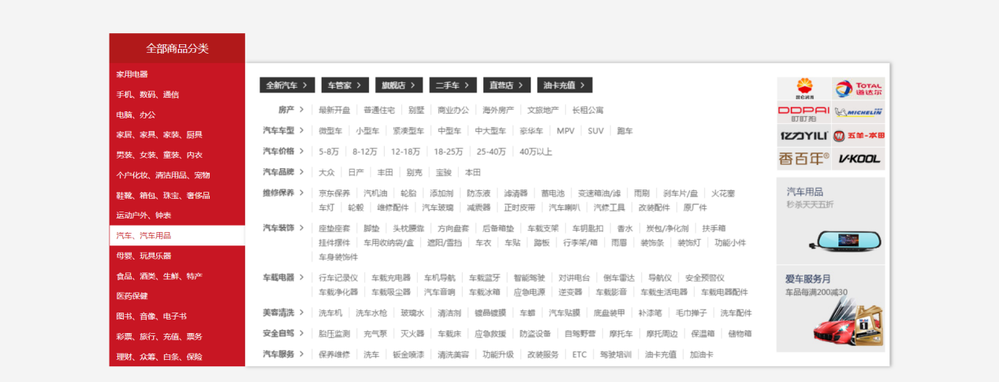 全部商品分类
家用电器
手机、数码、通信
电脑、办公
家居、家具、家装、厨具
男装、女装、童装、内衣
个户化妆、清洁用品、宠物
鞋靴、箱包、珠宝、奢侈品
运动户外、钟表
汽车、汽车用品
母婴、玩具乐器
食品、酒类、生鲜、特产
医药保健
图书、音像、电子书
彩票、旅行、充值、票务
理财、众筹、白条、保险
全新汽车 > 车管家 > 旗舰店 > 二手车 > 直营店 > 油卡充值 >
房产 > 最新开盘 普通住宅 别墅 商业办公 海外房产 文旅地产 长租公寓
汽车车型 > 微型车 小型车 紧凑型车 中型车 中大型车 豪华车 MPV SUV 跑车
汽车价格 > 5-8万 8-12万 12-18万 18-25万 25-40万 40万以上
汽车品牌 > 大众 日产 丰田 别克 宝骏 本田
维修保养 > 京东保养 汽机油 轮胎 添加剂 防冻液 滤清器 蓄电池 变速箱油/滤 雨刷 刹车片/盘 火花塞
车灯 轮毂 维修配件 汽车玻璃 减震器 正时皮带 汽车喇叭 汽修工具 改装配件 原厂件
汽车装饰 > 座垫座套 脚垫 头枕腰靠 方向盘套 后备箱垫 车载支架 车钥匙扣 香水 炭包/净化剂 扶手箱
挂件摆件 车用收纳袋/盒 遮阳/雪挡 车衣 车贴 踏板 行李架/箱 雨眉 装饰条 装饰灯 功能小件
车身装饰件
车载电器 > 行车记录仪 车载充电器 车机导航 车载蓝牙 智能驾驶 对讲电台 倒车雷达 导航仪 安全预警仪
车载净化器 车载吸尘器 汽车音响 车载冰箱 应急电源 逆变器 车载影音 车载生活电器 车载电器配件
美容清洗 > 洗车机 洗车水枪 玻璃水 清洁剂 镀晶镀膜 车蜡 汽车贴膜 底盘装甲 补漆笔 毛巾掸子 洗车配件
安全自驾 > 胎压监测 充气泵 灭火器 车载床 应急救援 防盗设备 自驾野营 摩托车 摩托周边 保温箱 储物箱
汽车服务 > 保养维修 洗车 钣金喷漆 清洗美容 功能升级 改装服务 ETC 驾驶培训 油卡充值 加油卡
昆仑润滑 TOTAL 道达尔
DDPAI 盯盯拍 MICHELIN
亿力YILI 五羊-本田
香百年® V-KOOL
汽车用品
秒杀天天五折
爱车服务月
车品每满200减30